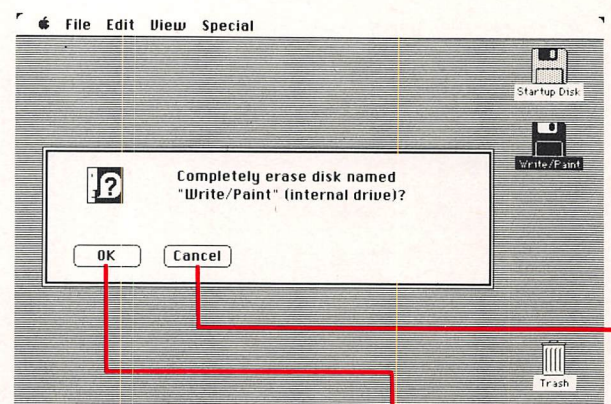 File Edit View Special
Startup Disk
Write/Paint
Completely erase disk named
"Write/Paint" (internal drive)?
OK Cancel
Trash